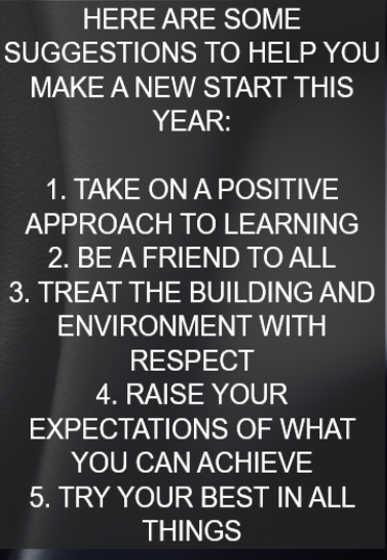 HERE ARE SOME
SUGGESTIONS TO HELP YOU
MAKE A NEW START THIS
YEAR:
1. TAKE ON A POSITIVE
APPROACH TO LEARNING
2. BE A FRIEND TO ALL
3. TREAT THE BUILDING AND
ENVIRONMENT WITH
RESPECT
4. RAISE YOUR
EXPECTATIONS OF WHAT
YOU CAN ACHIEVE
5. TRY YOUR BEST IN ALL
THINGS